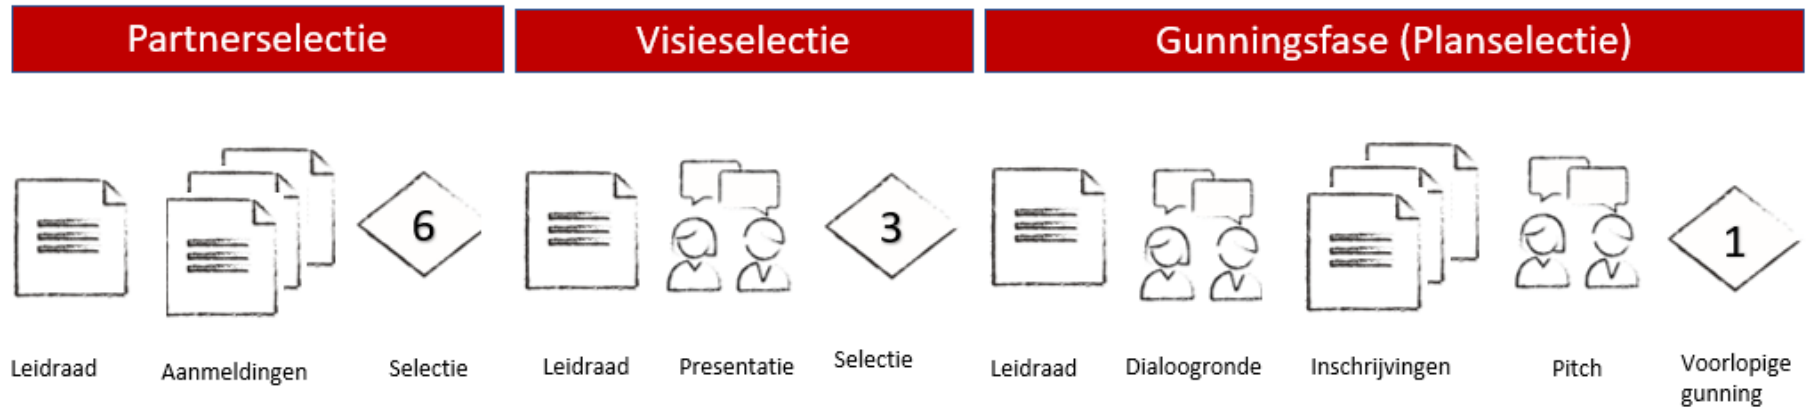 Partnerselectie
Visieselectie
Gunningsfase (Planselectie)
6
3
1
Leidraad
Aanmeldingen
Selectie
Leidraad
Presentatie
Selectie
Leidraad
Dialoogronde
Inschrijvingen
Pitch
Voorlopige
gunning